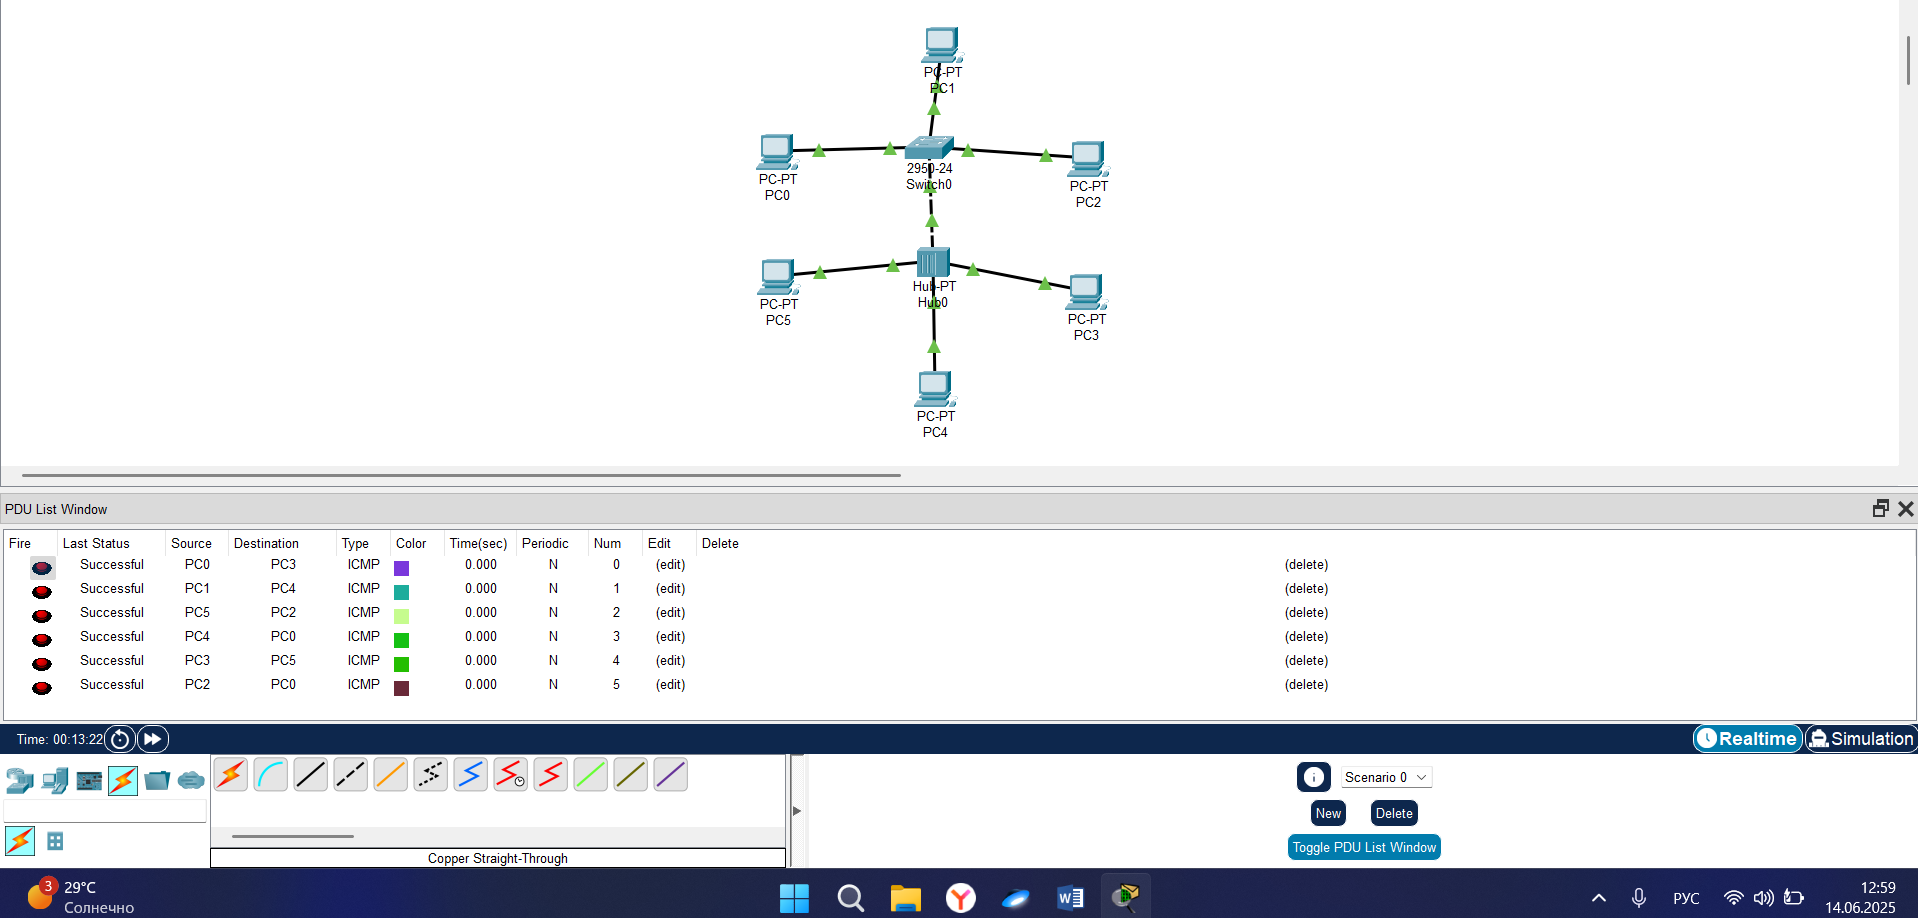 PC-PT
PC1
PC-PT
PC0
2950-24
Switch0
PC-PT
PC2
PC-PT
PC5
Hub-PT
Hub0
PC-PT
PC3
PC-PT
PC4
PDU List Window
Fire Last Status Source Destination Type Color Time(sec) Periodic Num Edit Delete
Successful PC0 PC3 ICMP 0.000 N 0 (edit) (delete)
Successful PC1 PC4 ICMP 0.000 N 1 (edit) (delete)
Successful PC5 PC2 ICMP 0.000 N 2 (edit) (delete)
Successful PC4 PC0 ICMP 0.000 N 3 (edit) (delete)
Successful PC3 PC5 ICMP 0.000 N 4 (edit) (delete)
Successful PC2 PC0 ICMP 0.000 N 5 (edit) (delete)
Time: 00:13:22 Realtime Simulation
Scenario 0
New Delete
Toggle PDU List Window
Copper Straight-Through
3 29°C
Солнечно
РУС
12:59
14.06.2025